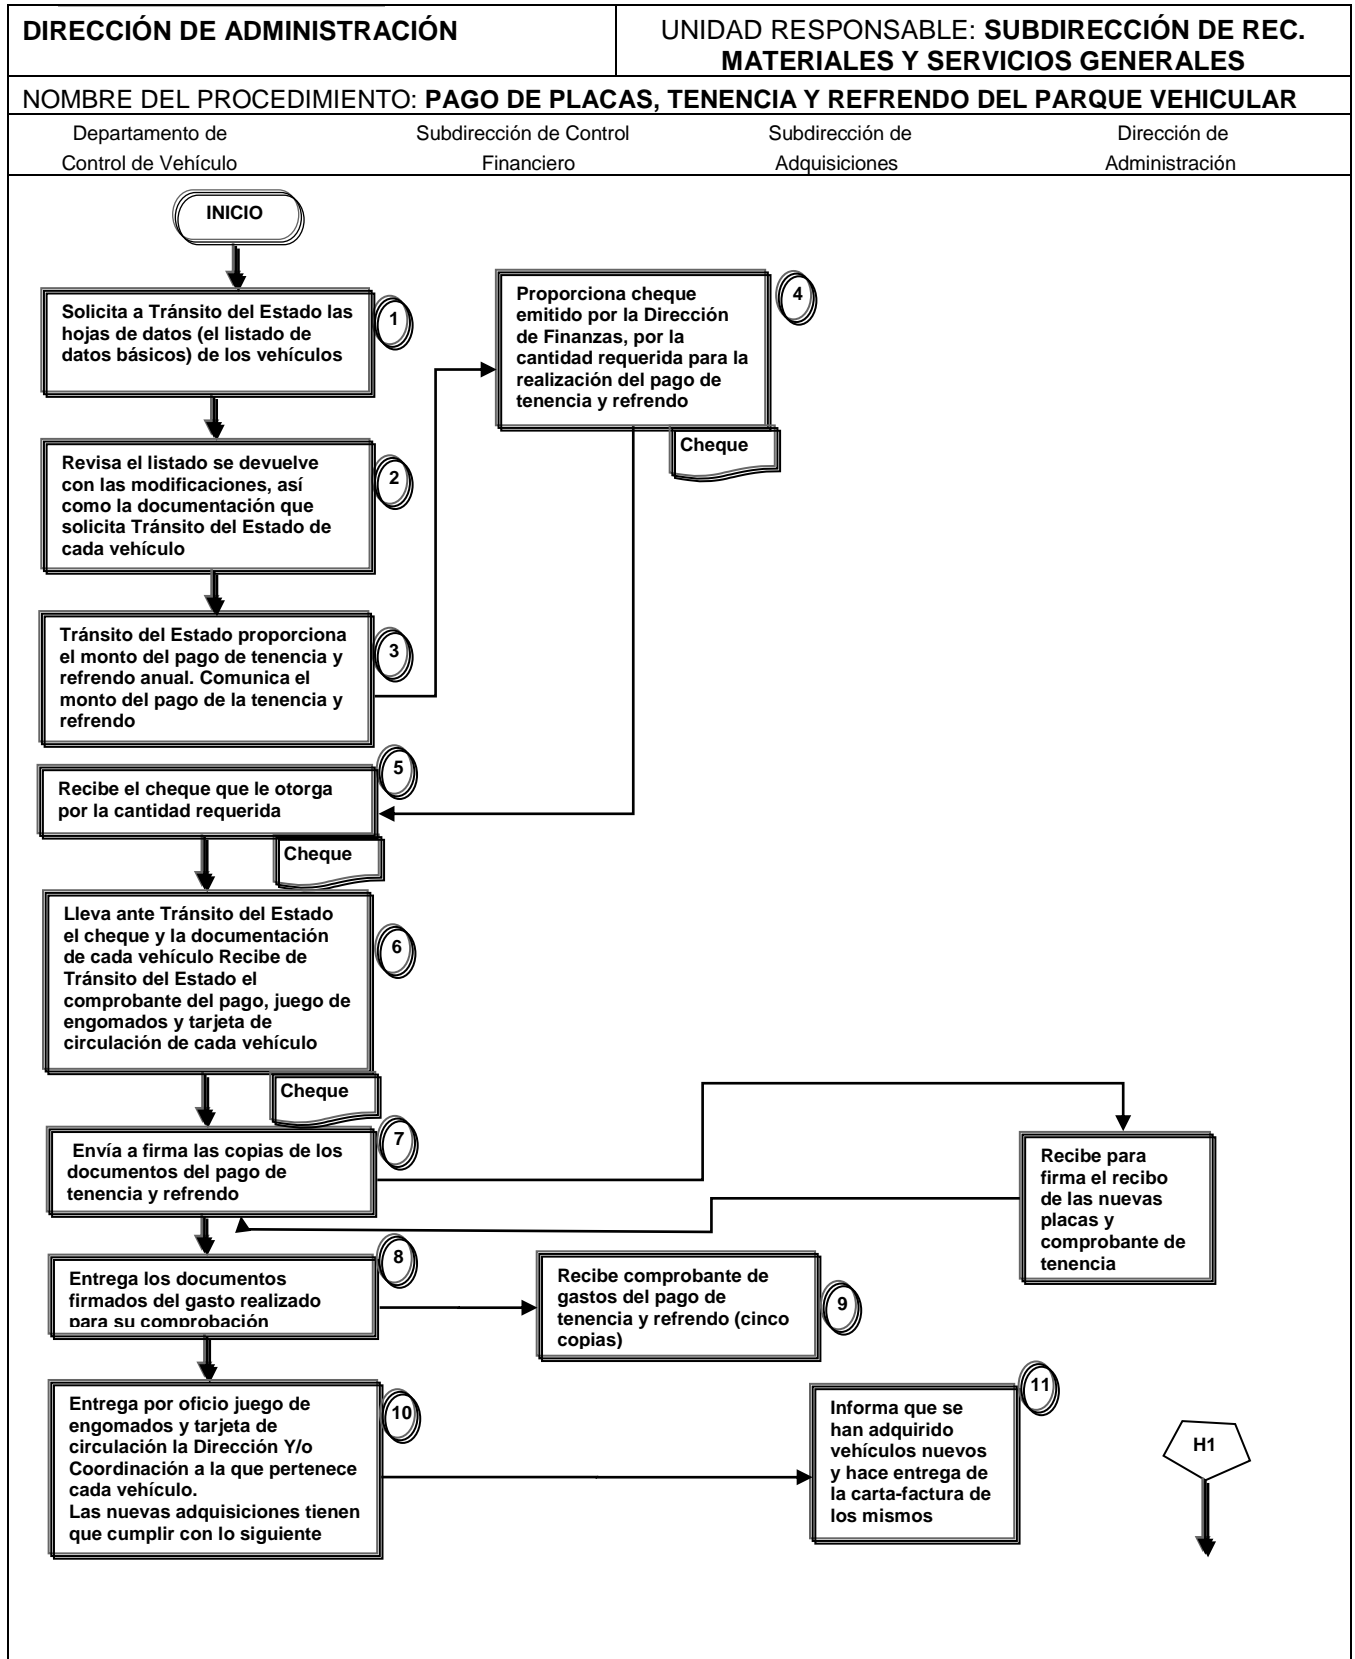 DIRECCIÓN DE ADMINISTRACIÓN
UNIDAD RESPONSABLE: SUBDIRECCIÓN DE REC.
MATERIALES Y SERVICIOS GENERALES
NOMBRE DEL PROCEDIMIENTO: PAGO DE PLACAS, TENENCIA Y REFRENDO DEL PARQUE VEHICULAR
Departamento de
Control de Vehículo
Subdirección de Control
Financiero
Subdirección de
Adquisiciones
Dirección de
Administración
INICIO
Solicita a Tránsito del Estado las
hojas de datos (el listado de
datos básicos) de los vehículos
1
Revisa el listado se devuelve
con las modificaciones, así
como la documentación que
solicita Tránsito del Estado de
cada vehículo
2
Tránsito del Estado proporciona
el monto del pago de tenencia y
refrendo anual. Comunica el
monto del pago de la tenencia y
refrendo
3
Proporciona cheque
emitido por la Dirección
de Finanzas, por la
cantidad requerida para la
realización del pago de
tenencia y refrendo
4
Cheque
Recibe el cheque que le otorga
por la cantidad requerida
5
Cheque
Lleva ante Tránsito del Estado
el cheque y la documentación
de cada vehículo Recibe de
Tránsito del Estado el
comprobante del pago, juego de
engomados y tarjeta de
circulación de cada vehículo
6
Cheque
Envía a firma las copias de los
documentos del pago de
tenencia y refrendo
7
Recibe para
firma el recibo
de las nuevas
placas y
comprobante de
tenencia
Entrega los documentos
firmados del gasto realizado
para su comprobación
8
Recibe comprobante de
gastos del pago de
tenencia y refrendo (cinco
copias)
9
Entrega por oficio juego de
engomados y tarjeta de
circulación la Dirección Y/o
Coordinación a la que pertenece
cada vehículo.
Las nuevas adquisiciones tienen
que cumplir con lo siguiente
10
Informa que se
han adquirido
vehículos nuevos
y hace entrega de
la carta-factura de
los mismos
11
H1